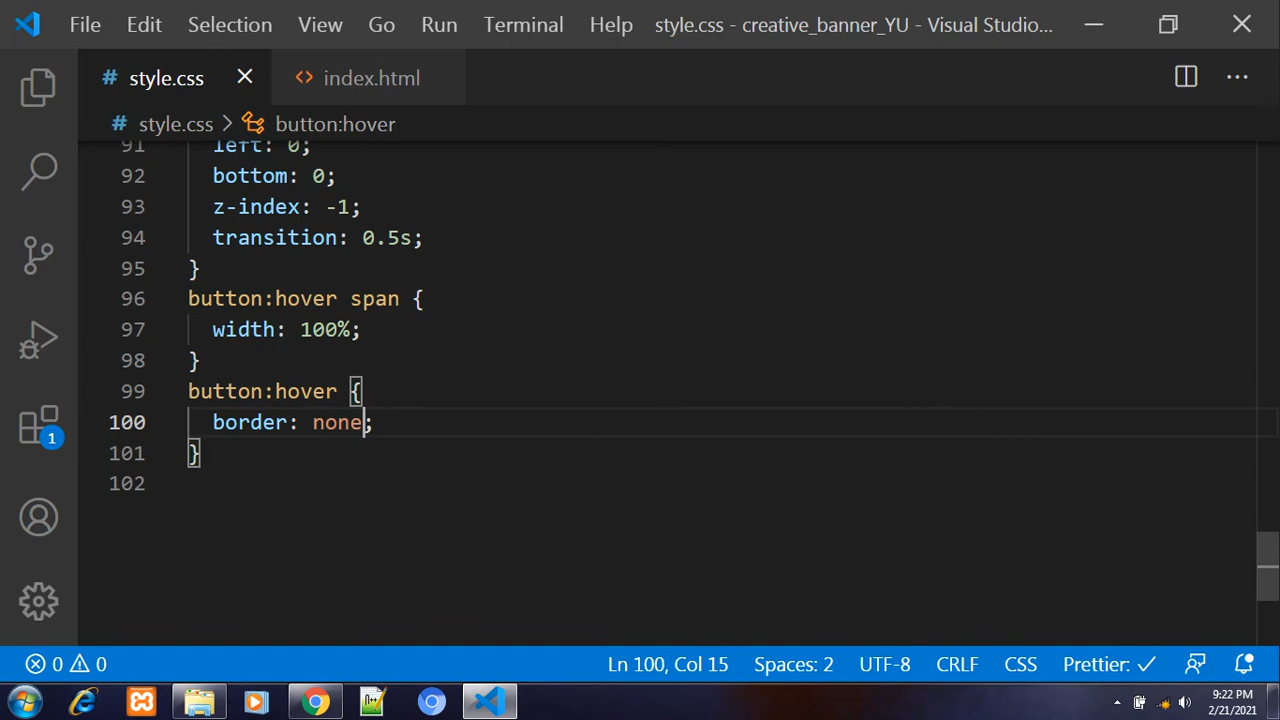 File Edit Selection View Go Run Terminal Help style.css - creative_banner_YU - Visual Studio...
# style.css index.html
# style.css > button:hover
91 left: 0;
92 bottom: 0;
93 z-index: -1;
94 transition: 0.5s;
95 }
96 button:hover span {
97 width: 100%;
98 }
99 button:hover {
100 border: none;
101 }
102
1
0 0 Ln 100, Col 15 Spaces: 2 UTF-8 CRLF CSS Prettier: ✓
9:22 PM
2/21/2021